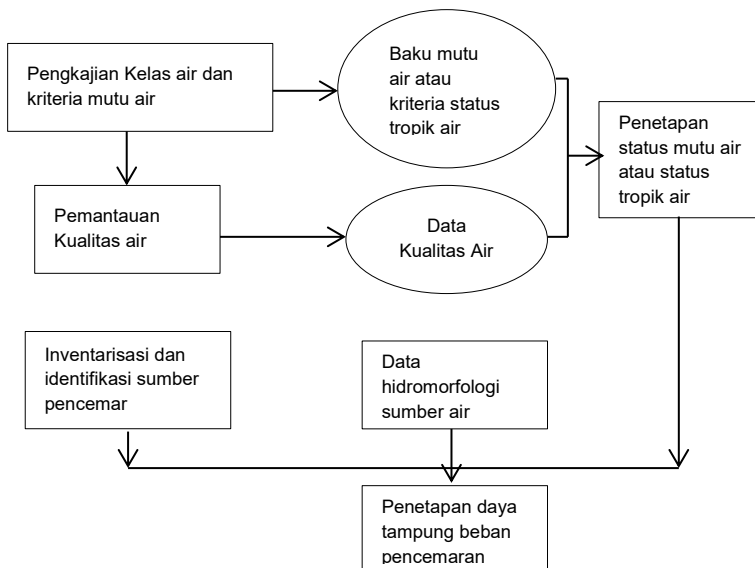 Pengkajian Kelas air dan
kriteria mutu air
Baku mutu
air atau
kriteria status
tropik air
Penetapan
status mutu air
atau status
tropik air
Pemantauan
Kualitas air
Data
Kualitas Air
Inventarisasi dan
identifikasi sumber
pencemar
Data
hidromorfologi
sumber air
Penetapan daya
tampung beban
pencemaran